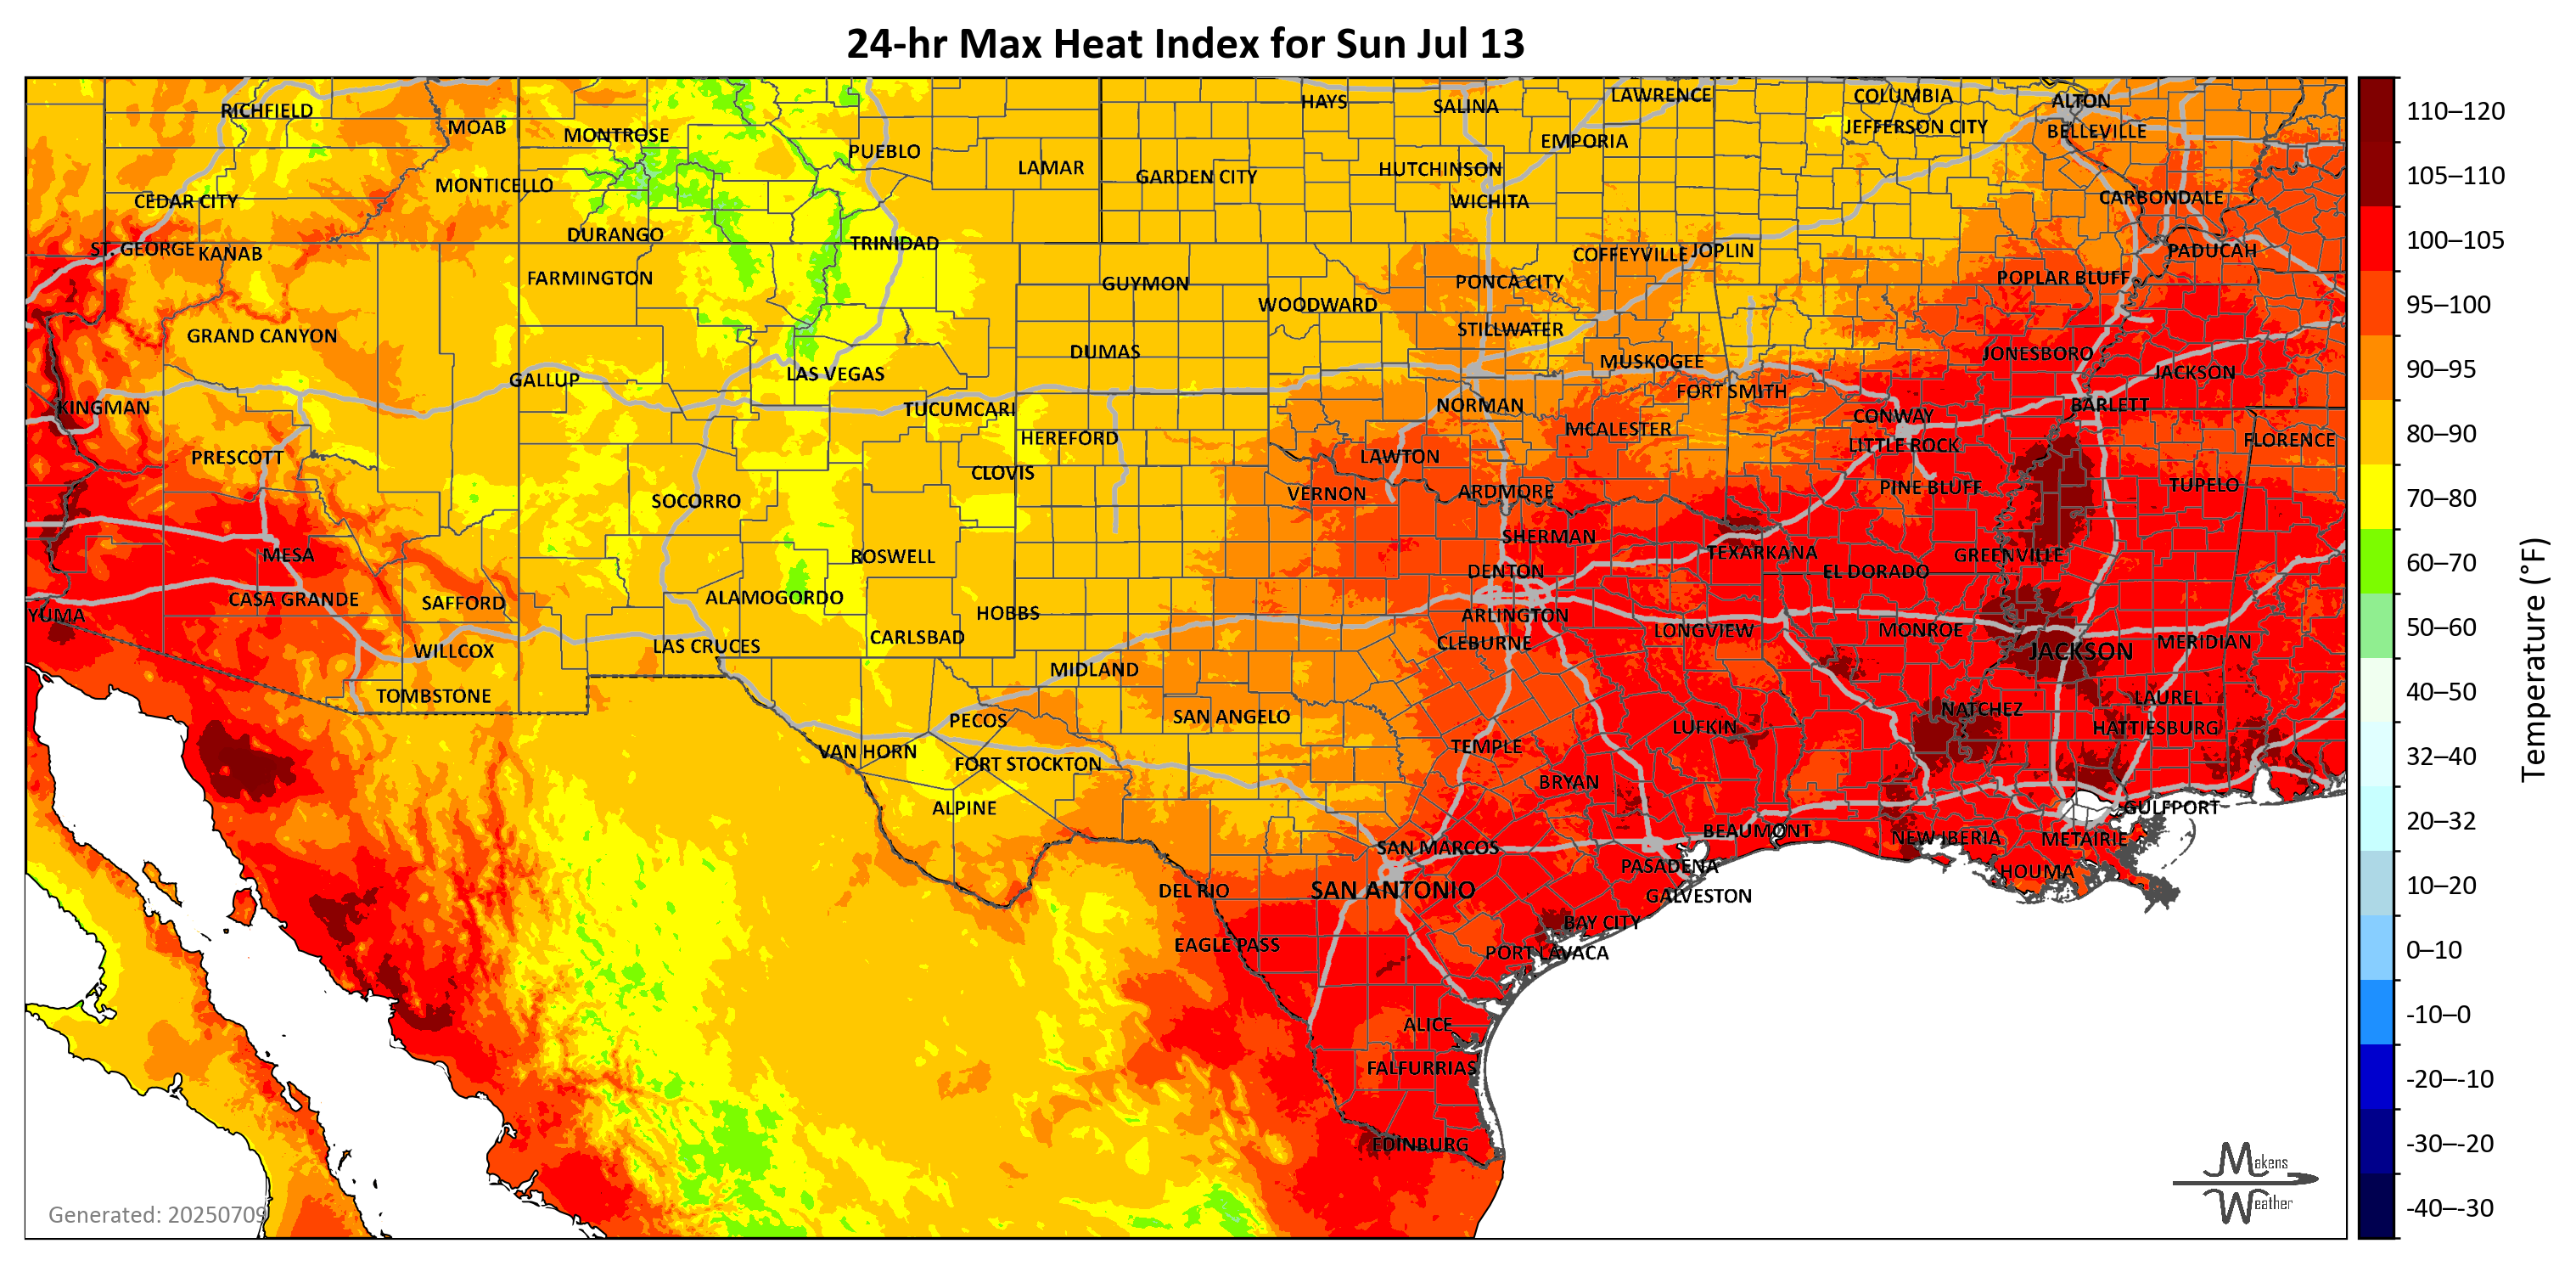 24-hr Max Heat Index for Sun Jul 13
RICHFIELD
MOAB
MONTROSE
PUEBLO
LAMAR
HAYS
SALINA
LAWRENCE
COLUMBIA
ALTON
GARDEN CITY
HUTCHINSON
EMPORIA
JEFFERSON CITY
BELLEVILLE
CEDAR CITY
MONTICELLO
WICHITA
CARBONDALE
ST. GEORGE
KANAB
DURANGO
TRINIDAD
COFFEYVILLE
JOPLIN
PADUCAH
FARMINGTON
GUYMON
WOODWARD
PONCA CITY
POPLAR BLUFF
GRAND CANYON
DUMAS
STILLWATER
MUSKOGEE
JONESBORO
GALLUP
LAS VEGAS
FORT SMITH
JACKSON
KINGMAN
TUCUMCARI
NORMAN
CONWAY
BARLETT
PRESCOTT
HEREFORD
LAWTON
MCALESTER
LITTLE ROCK
FLORENCE
SOCORRO
CLOVIS
VERNON
ARDMORE
PINE BLUFF
TUPELO
MESA
ROSWELL
SHERMAN
TEXARKANA
GREENVILLE
CASA GRANDE
SAFFORD
ALAMOGORDO
DENTON
EL DORADO
YUMA
HOBBS
ARLINGTON
WILLCOX
LAS CRUCES
CARLSBAD
CLEBURNE
LONGVIEW
MONROE
JACKSON
MERIDIAN
TOMBSTONE
MIDLAND
LAUREL
PECOS
SAN ANGELO
LUFKIN
NATCHEZ
HATTIESBURG
VAN HORN
FORT STOCKTON
TEMPLE
BRYAN
ALPINE
GULFPORT
SAN MARCOS
BEAUMONT
NEW IBERIA
METAIRIE
DEL RIO
SAN ANTONIO
PASADENA
HOUMA
GALVESTON
EAGLE PASS
BAY CITY
PORT LAVACA
ALICE
FALFURRIAS
EDINBURG
Generated: 20250709
Makens
Weather
110–120
105–110
100–105
95–100
90–95
80–90
70–80
60–70
50–60
40–50
32–40
20–32
10–20
0–10
-10–0
-20–-10
-30–-20
-40–-30
Temperature (°F)